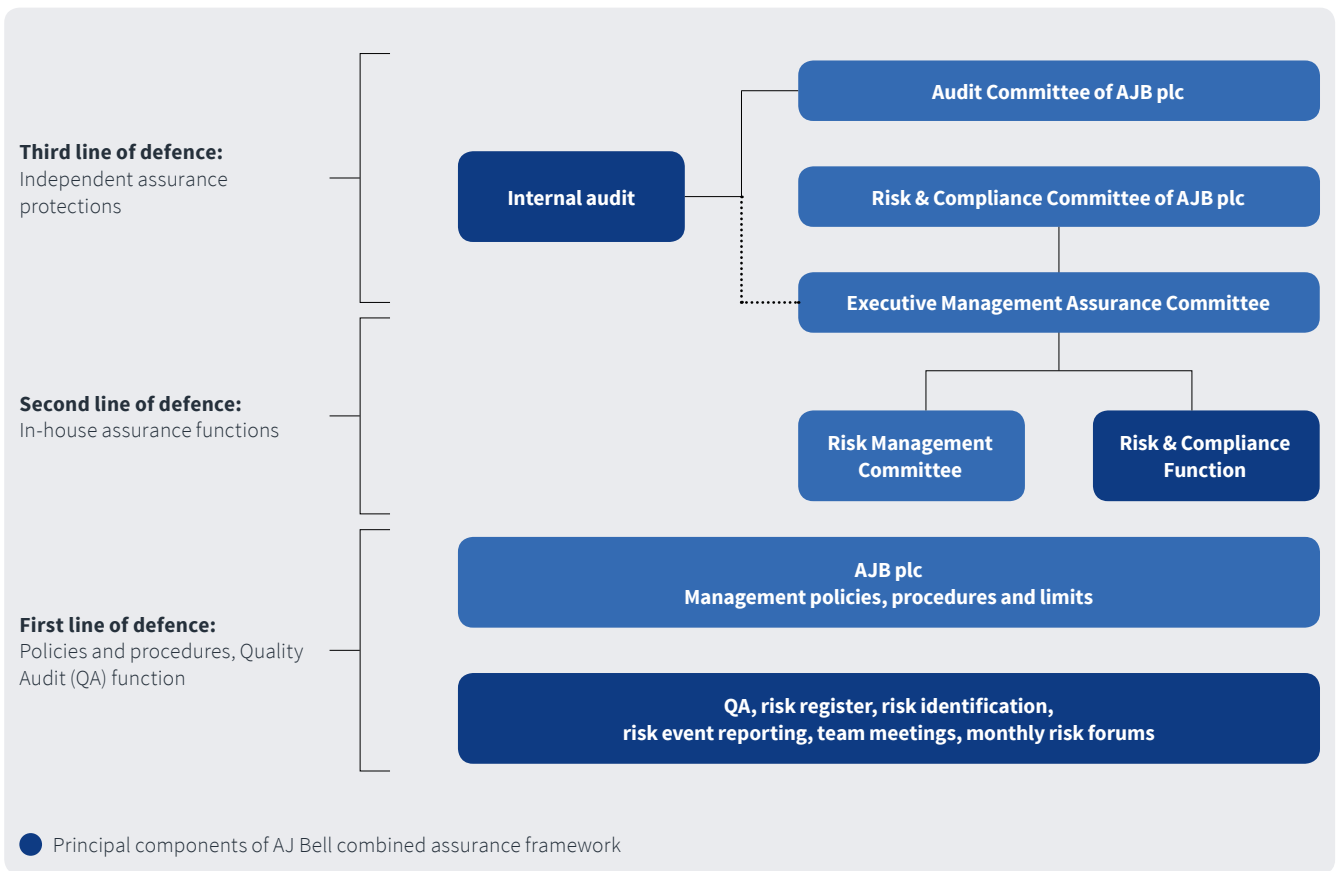 Third line of defence:
Independent assurance
protections
Internal audit
Audit Committee of AJB plc
Risk & Compliance Committee of AJB plc
Executive Management Assurance Committee
Second line of defence:
In-house assurance functions
Risk Management
Committee
Risk & Compliance
Function
First line of defence:
Policies and procedures, Quality
Audit (QA) function
AJB plc
Management policies, procedures and limits
QA, risk register, risk identification,
risk event reporting, team meetings, monthly risk forums
Principal components of AJ Bell combined assurance framework